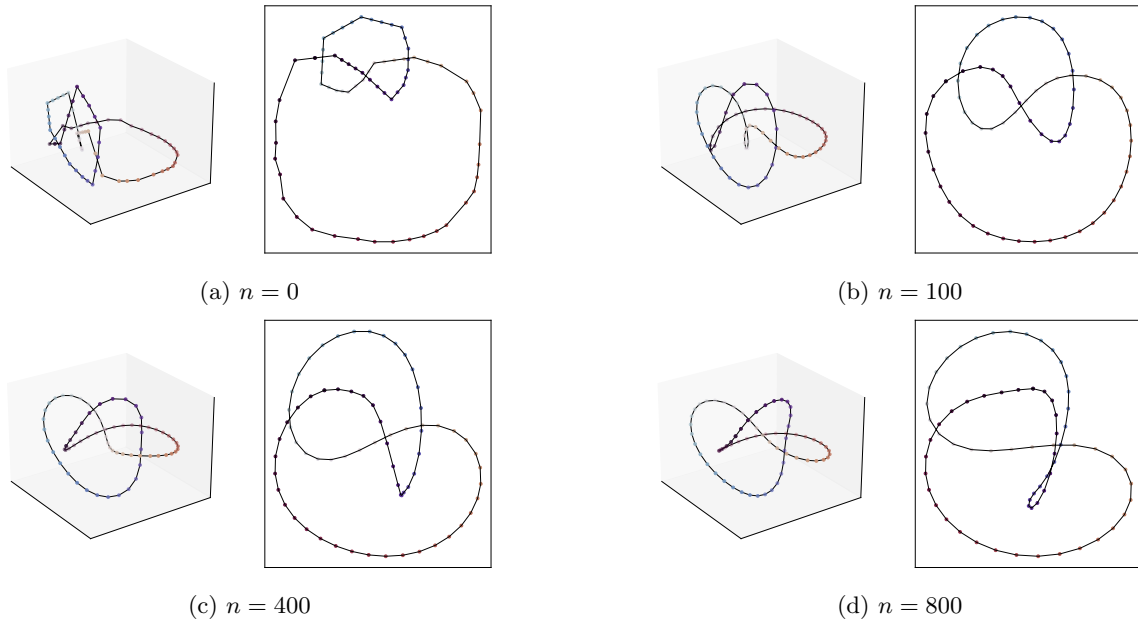 (a) n = 0
(b) n = 100
(c) n = 400
(d) n = 800